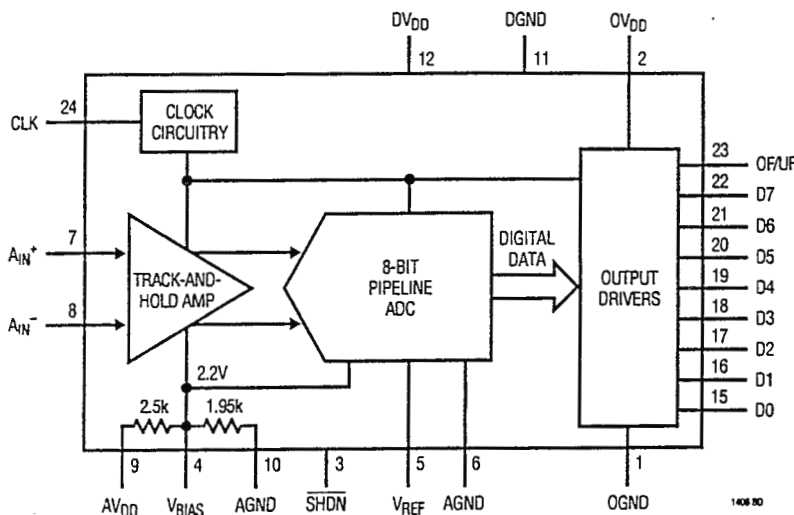 DVDD DGND OVDD
12 11 2
CLK 24
CLOCK
CIRCUITRY
23 OF/UF
22 D7
21 D6
20 D5
19 D4
18 D3
17 D2
16 D1
15 D0
AIN+ 7
AIN− 8
TRACK-AND-
HOLD AMP
8-BIT
PIPELINE
ADC
DIGITAL
DATA
OUTPUT
DRIVERS
2.2V
2.5k 1.95k
9 4 10 3 5 6 1
AVDD VBIAS AGND SHDN VREF AGND OGND
1406 BD